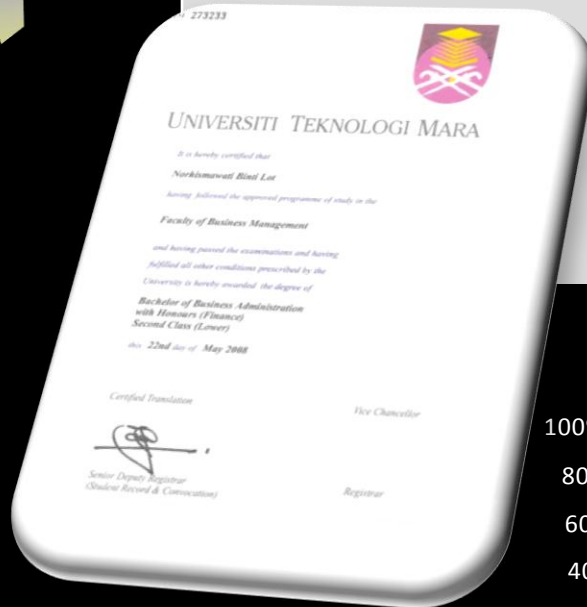 273233
UNIVERSITI TEKNOLOGI MARA
It is hereby certified that
Norkismawati Binti Lot
having followed the approved programme of study in the
Faculty of Business Management
and having passed the examinations and having
fulfilled all other conditions prescribed by the
University is hereby awarded the degree of
Bachelor of Business Administration
with Honours (Finance)
Second Class (Lower)
this 22nd day of May 2008
Certified Translation
Vice Chancellor
Senior Deputy Registrar
(Student Record & Convocation)
Registrar
100
80
60
40